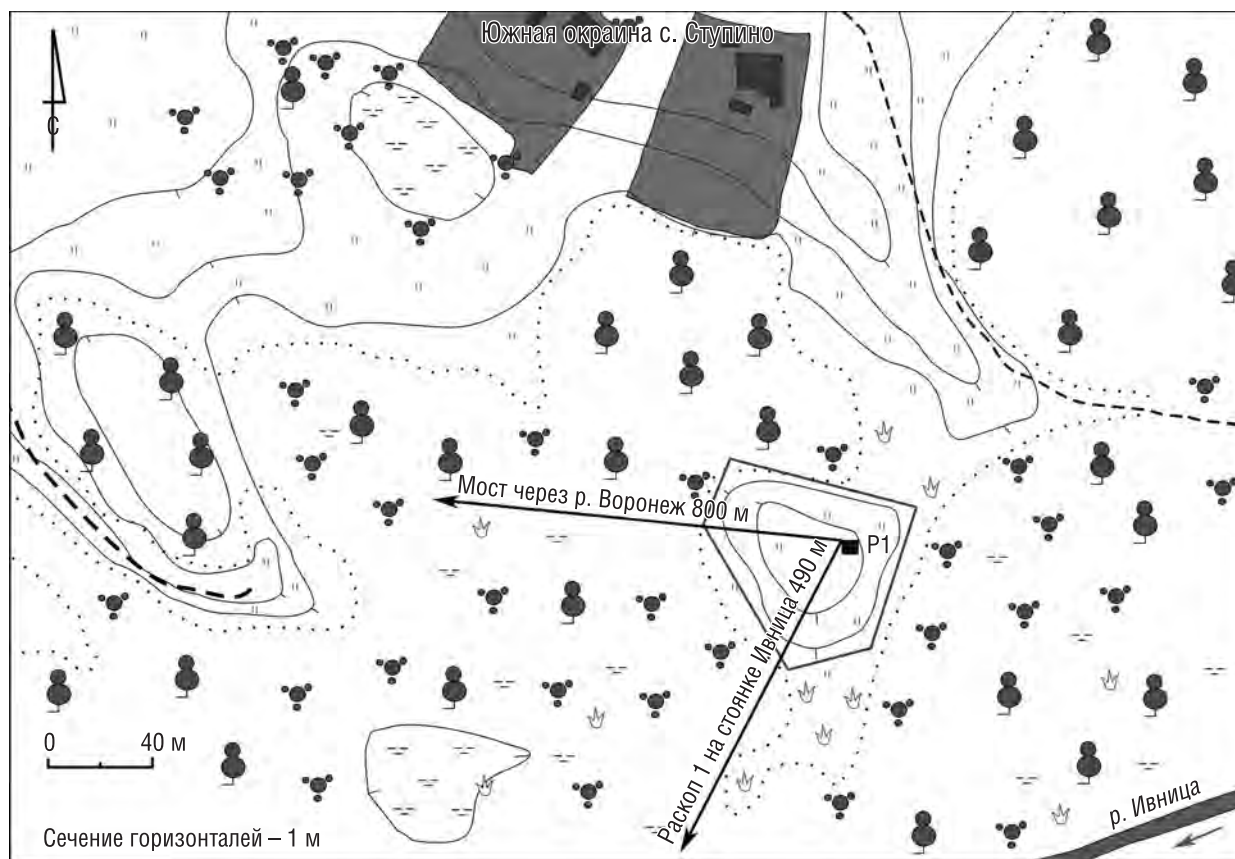 Южная окраина с. Ступино
С
Мост через р. Воронеж 800 м
Р1
Раскоп 1 на стоянке Ивница 490 м
0 40 м
р. Ивница
Сечение горизонталей – 1 м